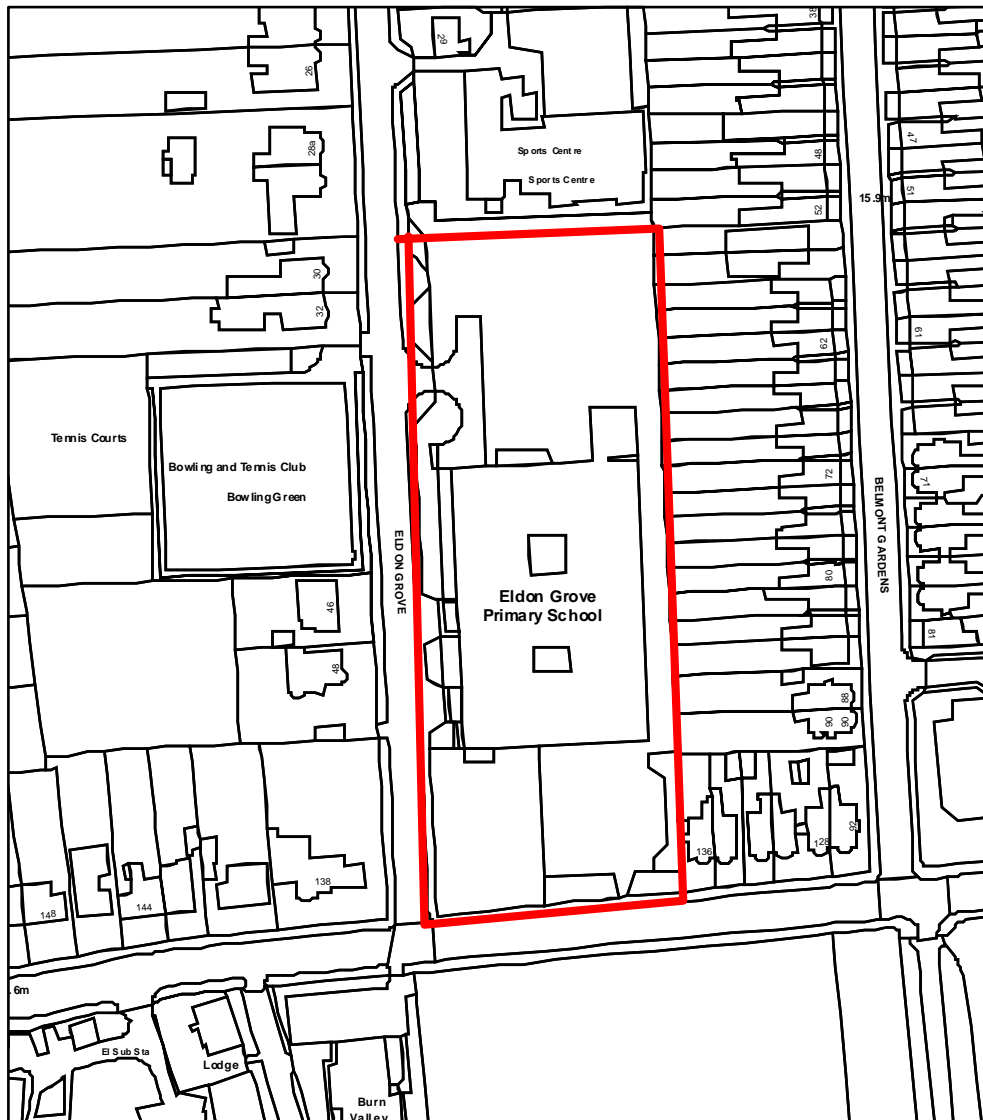 38
29
26
Sports Centre
Sports Centre
28a
48
47
51
52
15.9m
30
32
62
61
Tennis Courts
Bowling and Tennis Club
Bowling Green
72
71
BELMONT GARDENS
ELDON GROVE
Eldon Grove
Primary School
80
46
81
48
88
90
90
136
128
92
138
144
148
.6m
El Sub Sta
Lodge
Burn
Valley